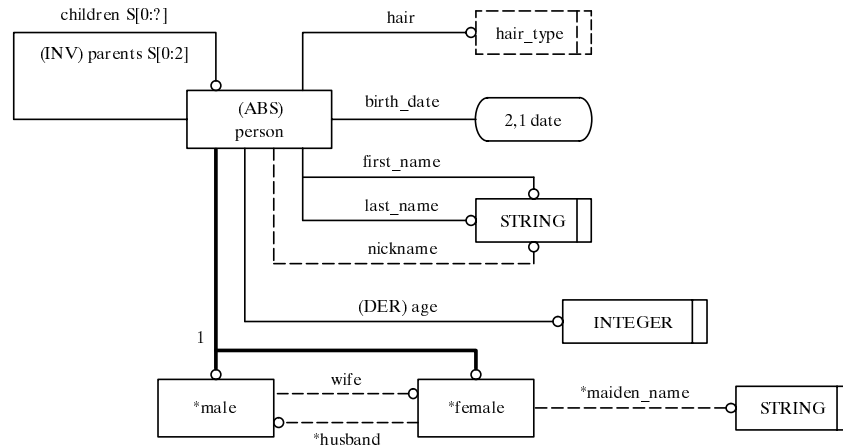 children S[0:?]
hair
(INV) parents S[0:2]
hair_type
(ABS)
person
birth_date
2,1 date
first_name
last_name
STRING
nickname
(DER) age
INTEGER
1
wife
*male
*female
*maiden_name
STRING
*husband